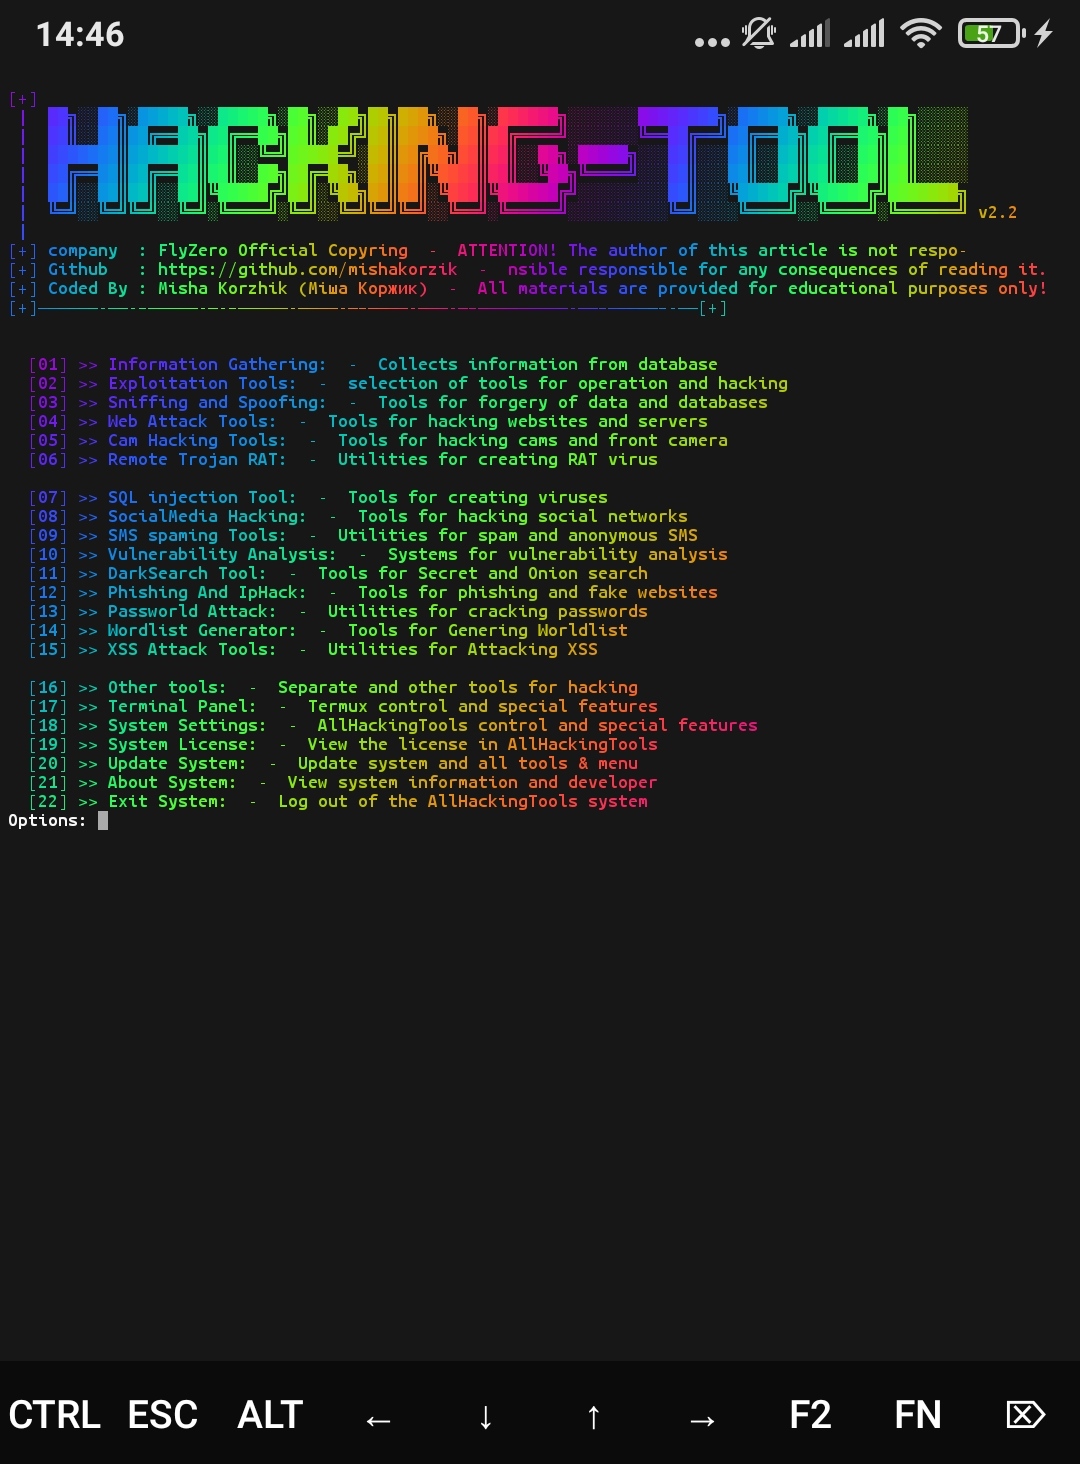 14:46
57
[+]
HACKING-TOOL
v2.2
[+] company  : FlyZero Official Copyring  -  ATTENTION! The author of this article is not respo-
[+] Github   : https://github.com/mishakorzik  -  nsible responsible for any consequences of reading it.
[+] Coded By : Misha Korzhik (Міша Коржик)  -  All materials are provided for educational purposes only!
[+]-----------------------------------[+]
[01] >> Information Gathering:  -  Collects information from database
[02] >> Exploitation Tools:  -  selection of tools for operation and hacking
[03] >> Sniffing and Spoofing:  -  Tools for forgery of data and databases
[04] >> Web Attack Tools:  -  Tools for hacking websites and servers
[05] >> Cam Hacking Tools:  -  Tools for hacking cams and front camera
[06] >> Remote Trojan RAT:  -  Utilities for creating RAT virus
[07] >> SQL injection Tool:  -  Tools for creating viruses
[08] >> SocialMedia Hacking:  -  Tools for hacking social networks
[09] >> SMS spaming Tools:  -  Utilities for spam and anonymous SMS
[10] >> Vulnerability Analysis:  -  Systems for vulnerability analysis
[11] >> DarkSearch Tool:  -  Tools for Secret and Onion search
[12] >> Phishing And IpHack:  -  Tools for phishing and fake websites
[13] >> Passworld Attack:  -  Utilities for cracking passwords
[14] >> Wordlist Generator:  -  Tools for Genering Worldlist
[15] >> XSS Attack Tools:  -  Utilities for Attacking XSS
[16] >> Other tools:  -  Separate and other tools for hacking
[17] >> Terminal Panel:  -  Termux control and special features
[18] >> System Settings:  -  AllHackingTools control and special features
[19] >> System License:  -  View the license in AllHackingTools
[20] >> Update System:  -  Update system and all tools & menu
[21] >> About System:  -  View system information and developer
[22] >> Exit System:  -  Log out of the AllHackingTools system
Options:
CTRL ESC ALT ← ↓ ↑ → F2 FN